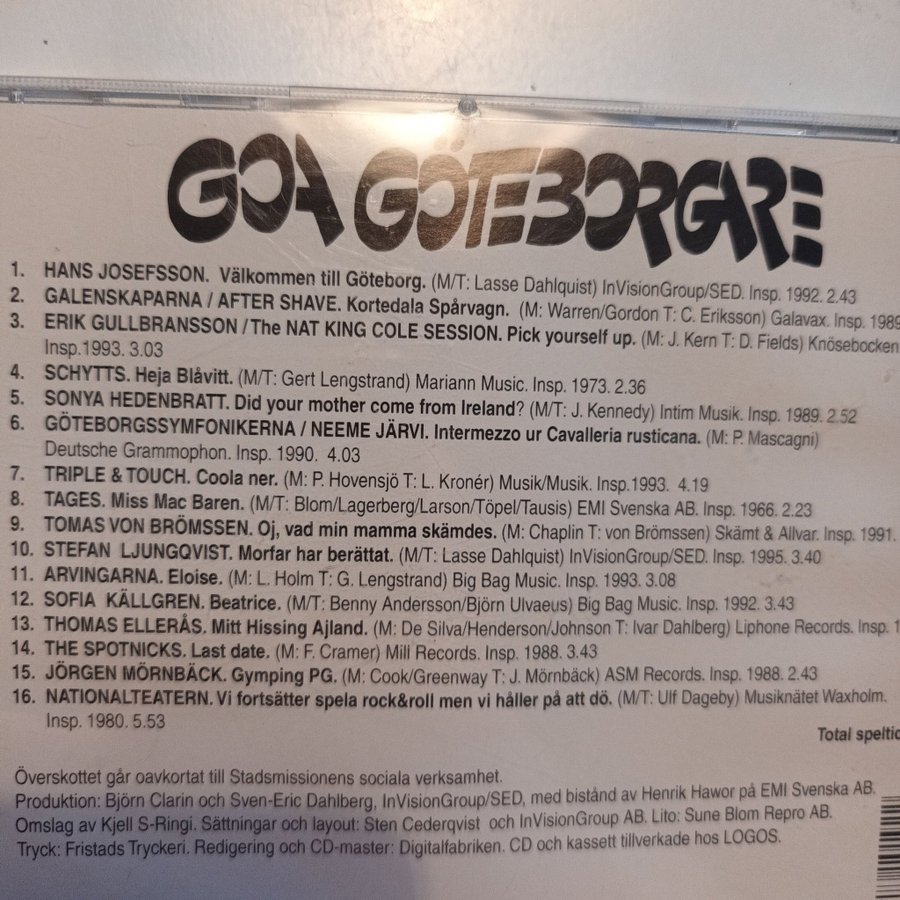 GOA GÖTEBORGARE
1. HANS JOSEFSSON. Välkommen till Göteborg. (M/T: Lasse Dahlquist) InVisionGroup/SED. Insp. 1992. 2.43
2. GALENSKAPARNA / AFTER SHAVE. Kortedala Spårvagn. (M: Warren/Gordon T: C. Eriksson) Galavax. Insp. 1989
3. ERIK GULLBRANSSON / The NAT KING COLE SESSION. Pick yourself up. (M: J. Kern T: D. Fields) Knösebocken
Insp.1993. 3.03
4. SCHYTTS. Heja Blåvitt. (M/T: Gert Lengstrand) Mariann Music. Insp. 1973. 2.36
5. SONYA HEDENBRATT. Did your mother come from Ireland? (M/T: J. Kennedy) Intim Musik. Insp. 1989. 2.52
6. GÖTEBORGSSYMFONIKERNA / NEEME JÄRVI. Intermezzo ur Cavalleria rusticana. (M: P. Mascagni)
Deutsche Grammophon. Insp. 1990. 4.03
7. TRIPLE & TOUCH. Coola ner. (M: P. Hovensjö T: L. Kronér) Musik/Musik. Insp.1993. 4.19
8. TAGES. Miss Mac Baren. (M/T: Blom/Lagerberg/Larson/Töpel/Tausis) EMI Svenska AB. Insp. 1966. 2.23
9. TOMAS VON BRÖMSSEN. Oj, vad min mamma skämdes. (M: Chaplin T: von Brömssen) Skämt & Allvar. Insp. 1991.
10. STEFAN LJUNGQVIST. Morfar har berättat. (M/T: Lasse Dahlquist) InVisionGroup/SED. Insp. 1995. 3.40
11. ARVINGARNA. Eloise. (M: L. Holm T: G. Lengstrand) Big Bag Music. Insp. 1993. 3.08
12. SOFIA KÄLLGREN. Beatrice. (M/T: Benny Andersson/Björn Ulvaeus) Big Bag Music. Insp. 1992. 3.43
13. THOMAS ELLERÅS. Mitt Hissing Ajland. (M: De Silva/Henderson/Johnson T: Ivar Dahlberg) Liphone Records. Insp. 1
14. THE SPOTNICKS. Last date. (M: F. Cramer) Mill Records. Insp. 1988. 3.43
15. JÖRGEN MÖRNBÄCK. Gymping PG. (M: Cook/Greenway T: J. Mörnbäck) ASM Records. Insp. 1988. 2.43
16. NATIONALTEATERN. Vi fortsätter spela rock&roll men vi håller på att dö. (M/T: Ulf Dageby) Musiknätet Waxholm.
Insp. 1980. 5.53
Total speltid
Överskottet går oavkortat till Stadsmissionens sociala verksamhet.
Produktion: Björn Clarin och Sven-Eric Dahlberg, InVisionGroup/SED, med bistånd av Henrik Hawor på EMI Svenska AB.
Omslag av Kjell S-Ringi. Sättningar och layout: Sten Cederqvist och InVisionGroup AB. Lito: Sune Blom Repro AB.
Tryck: Fristads Tryckeri. Redigering och CD-master: Digitalfabriken. CD och kassett tillverkade hos LOGOS.